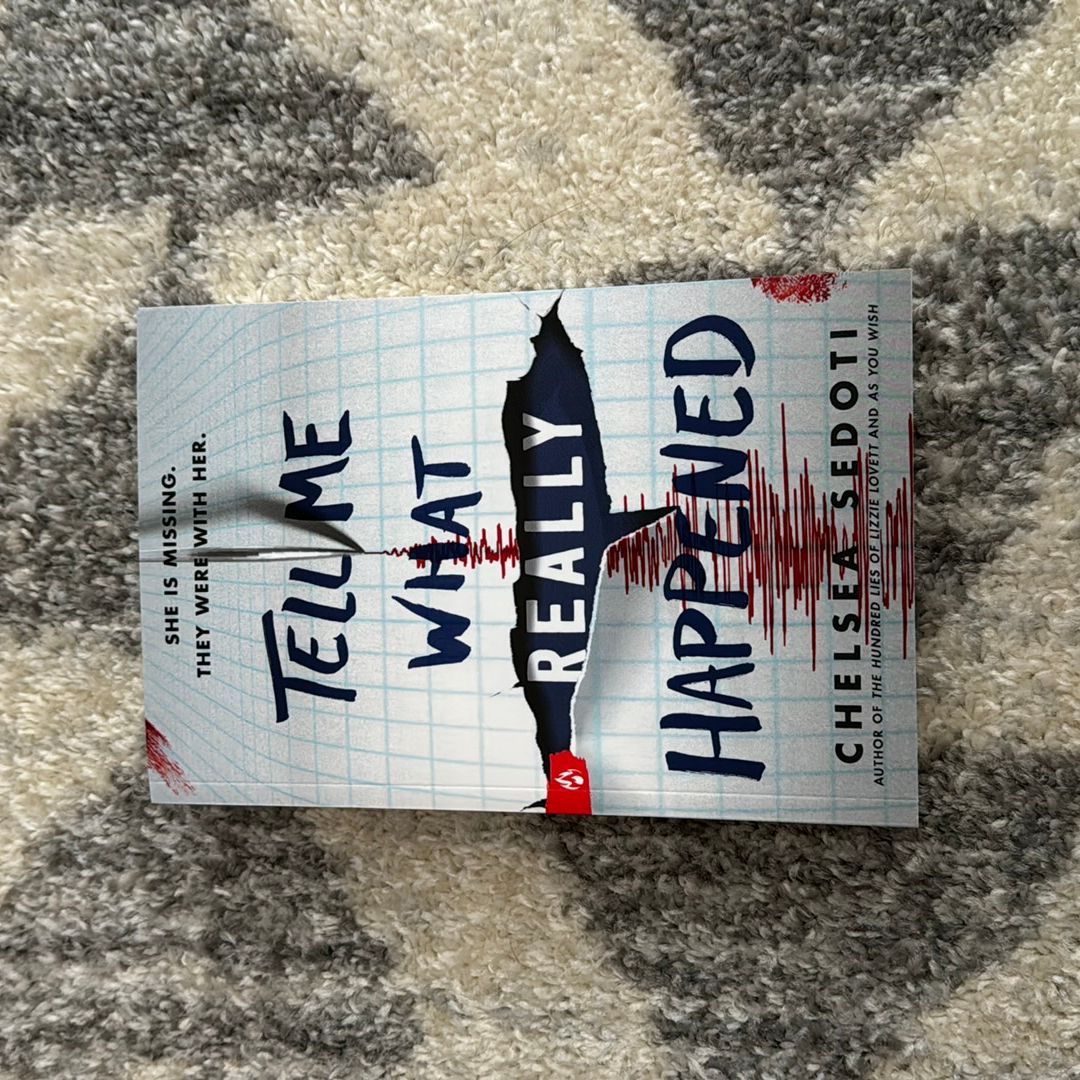 SHE IS MISSING.
THEY WERE WITH HER.
TELL ME
WHAT
REALLY
HAPPENED
CHELSEA SEDOTI
AUTHOR OF THE HUNDRED LIES OF LIZZIE LOVETT AND AS YOU WISH